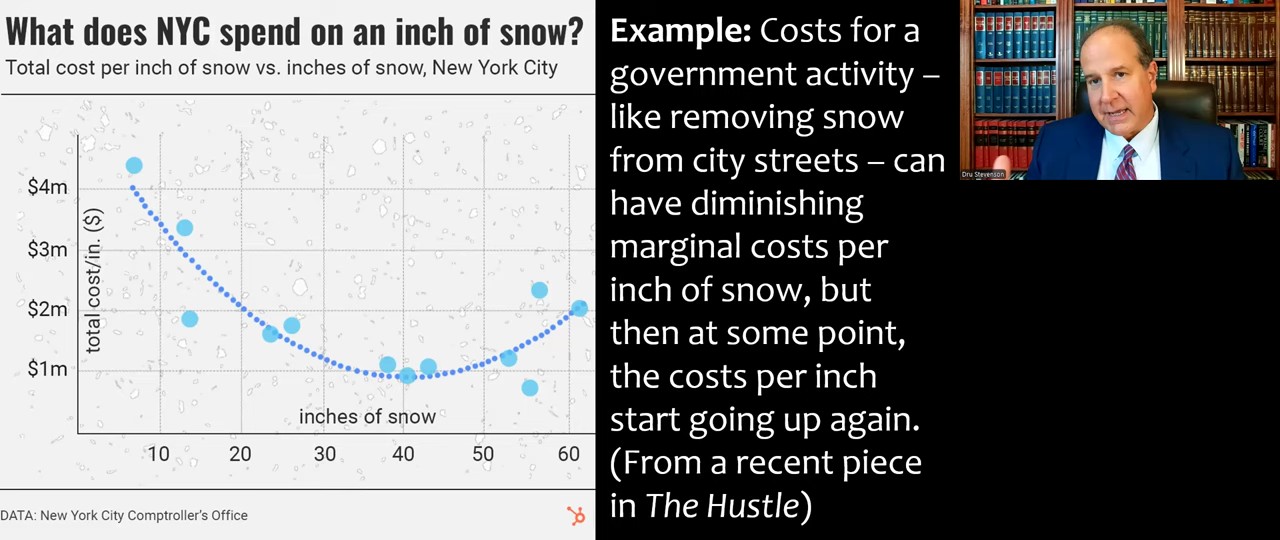 What does NYC spend on an inch of snow?
Total cost per inch of snow vs. inches of snow, New York City
$4m
$3m
$2m
$1m
total cost/in. ($)
inches of snow
10 20 30 40 50 60
DATA: New York City Comptroller's Office
Example: Costs for a
government activity –
like removing snow
from city streets – can
have diminishing
marginal costs per
inch of snow, but
then at some point,
the costs per inch
start going up again.
(From a recent piece
in The Hustle)
Dru Stevenson